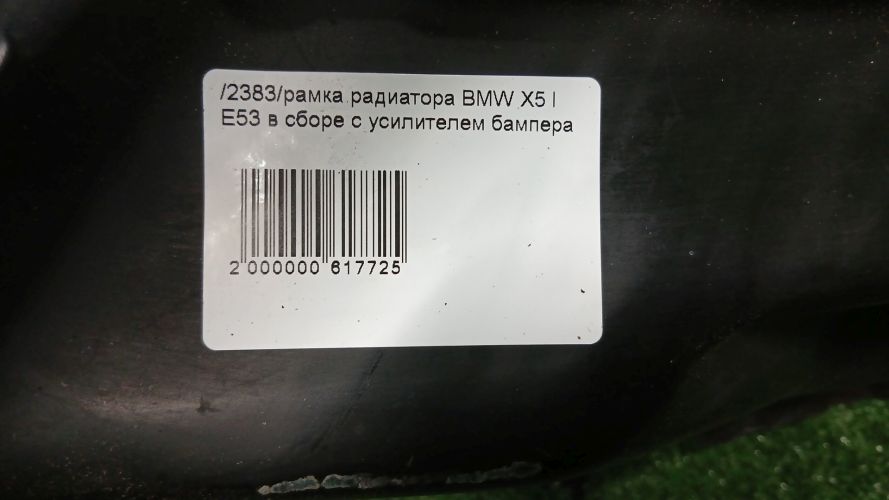 /2383/рамка радиатора BMW X5 I
E53 в сборе с усилителем бампера
2 000000 617725